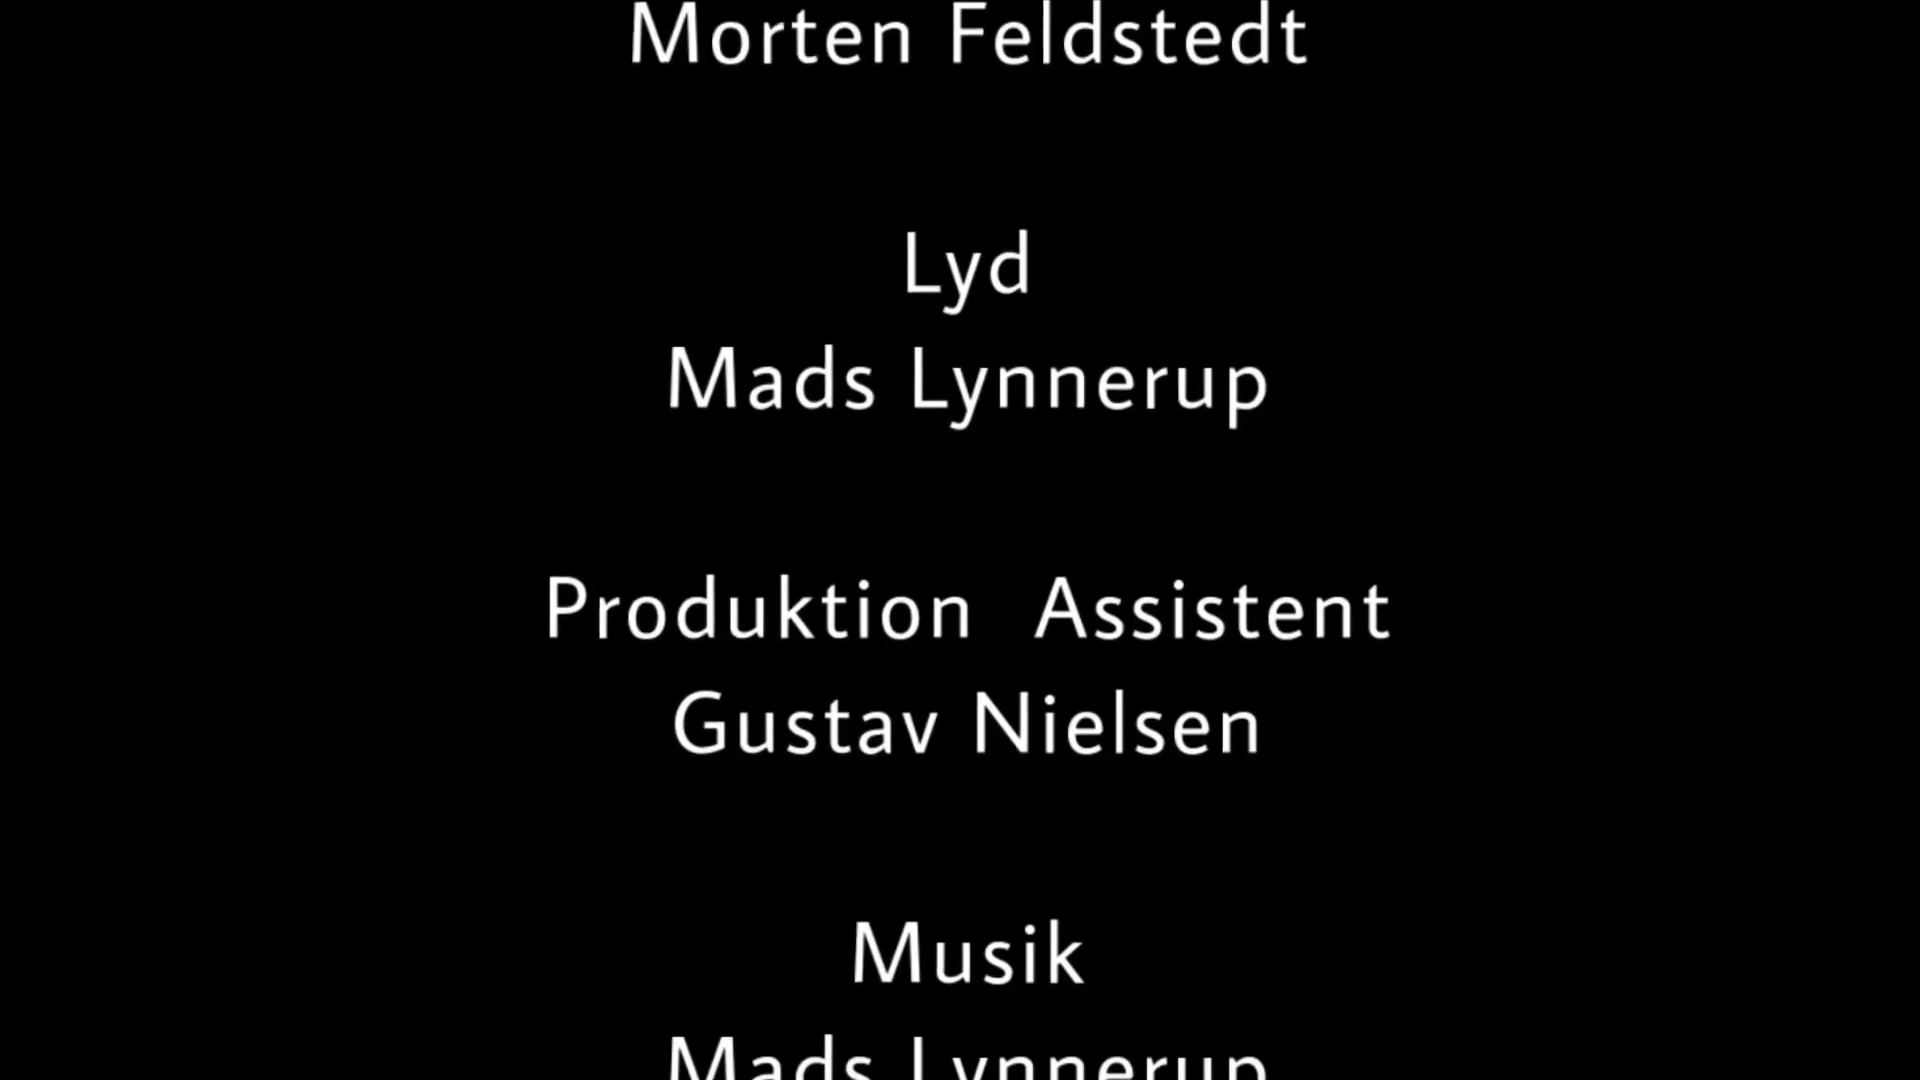 Morten Feldstedt
Lyd
Mads Lynnerup
Produktion Assistent
Gustav Nielsen
Musik
Mads Lynnerup